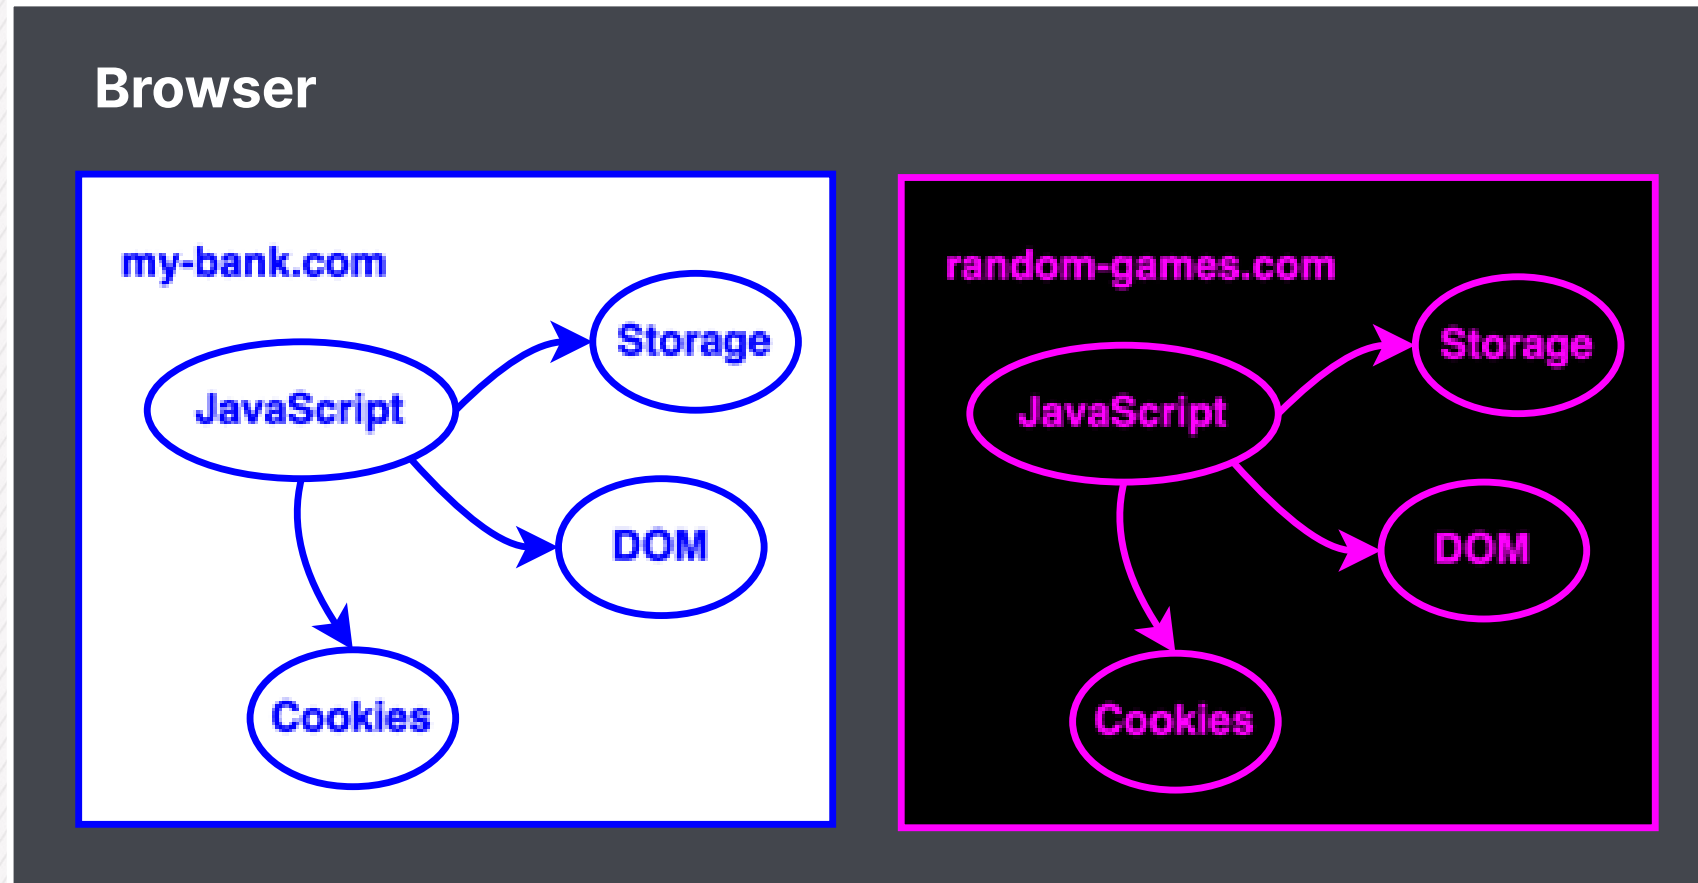 Browser
my-bank.com
Storage
JavaScript
DOM
Cookies
random-games.com
Storage
JavaScript
DOM
Cookies